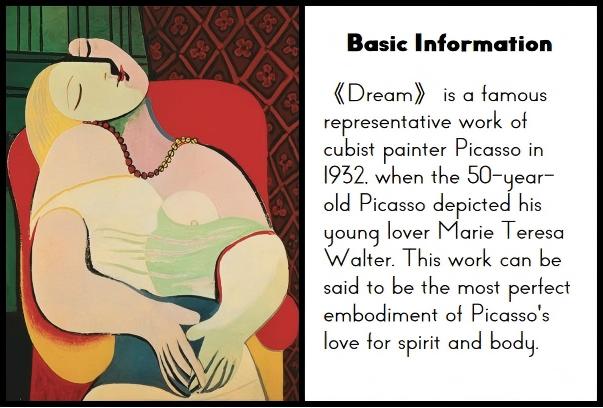 Basic Information
《Dream》 is a famous
representative work of
cubist painter Picasso in
1932, when the 50-year-
old Picasso depicted his
young lover Marie Teresa
Walter. This work can be
said to be the most perfect
embodiment of Picasso's
love for spirit and body.